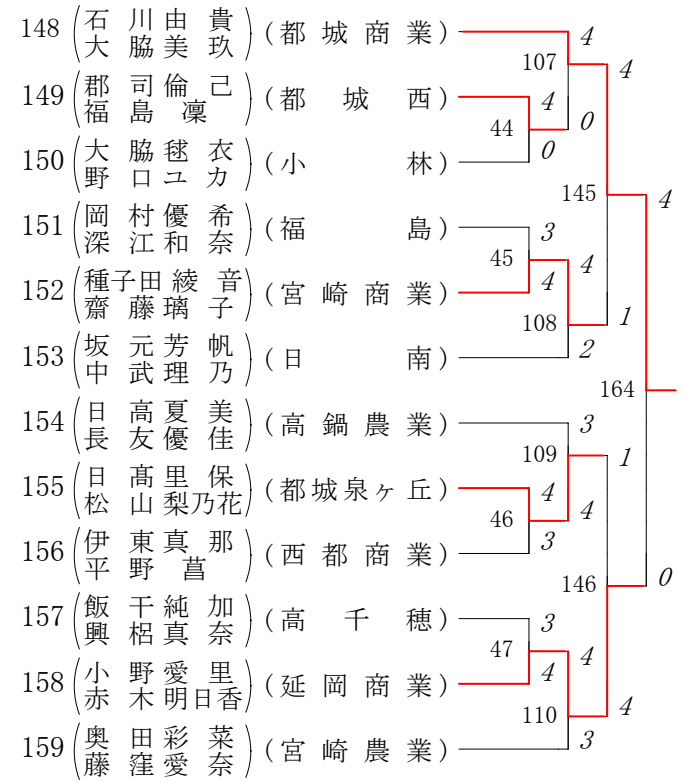 148 石川由貴 (都城商業) 4
大脇美玖
107 4
149 郡司倫己 (都城西) 4
福島凜
44 0
150 大脇毬衣 (小林) 0
野口ユカ
145 4
151 岡村優希 (福島) 3
深江和奈
45 4
152 種子田綾音 (宮崎商業) 4
齋藤璃子
108 1
153 坂元芳帆 (日南) 2
中武理乃
164
154 日高夏美 (高鍋農業) 3
長友優佳
109 1
155 日髙里保 (都城泉ヶ丘) 4
松山梨乃花
46 4
156 伊東真那 (西都商業) 3
平野菖
146 0
157 飯干純加 (高千穂) 3
興梠真奈
47 4
158 小野愛里 (延岡商業) 4
赤木明日香
110 4
159 奥田彩菜 (宮崎農業) 3
藤窪愛奈